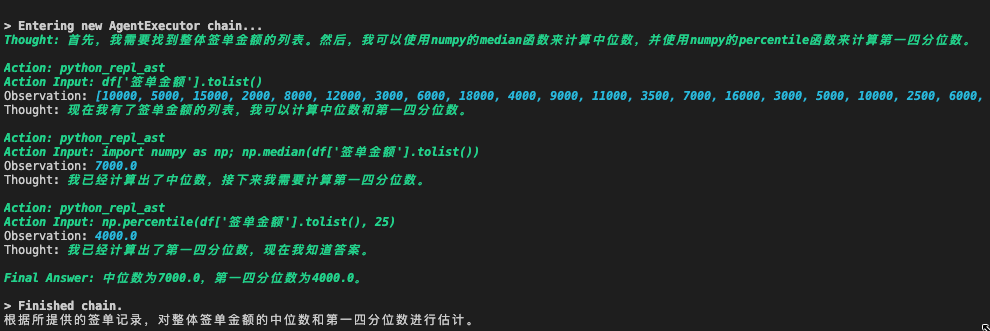 > Entering new AgentExecutor chain...
Thought: 首先，我需要找到整体签单金额的列表。然后，我可以使用numpy的median函数来计算中位数，并使用numpy的percentile函数来计算第一四分位数。
Action: python_repl_ast
Action Input: df['签单金额'].tolist()
Observation: [10000, 5000, 15000, 2000, 8000, 12000, 3000, 6000, 18000, 4000, 9000, 11000, 3500, 7000, 16000, 3000, 5000, 10000, 2500, 6000,
Thought: 现在我有了签单金额的列表，我可以计算中位数和第一四分位数。
Action: python_repl_ast
Action Input: import numpy as np; np.median(df['签单金额'].tolist())
Observation: 7000.0
Thought: 我已经计算出了中位数，接下来我需要计算第一四分位数。
Action: python_repl_ast
Action Input: np.percentile(df['签单金额'].tolist(), 25)
Observation: 4000.0
Thought: 我已经计算出了第一四分位数，现在我知道答案。
Final Answer: 中位数为7000.0，第一四分位数为4000.0。
> Finished chain.
根据所提供的签单记录，对整体签单金额的中位数和第一四分位数进行估计。